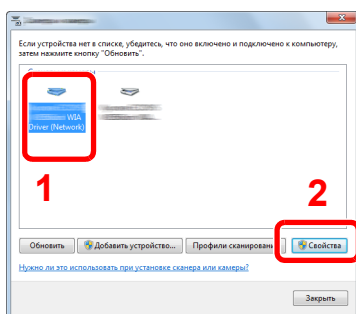 Если устройства нет в списке, убедитесь, что оно включено и подключено к компьютеру,
затем нажмите кнопку "Обновить".
WIA
Driver (Network)
1
2
Обновить
Добавить устройство...
Профили сканирован
Свойства
Нужно ли это использовать при установке сканера или камеры?
Закрыть